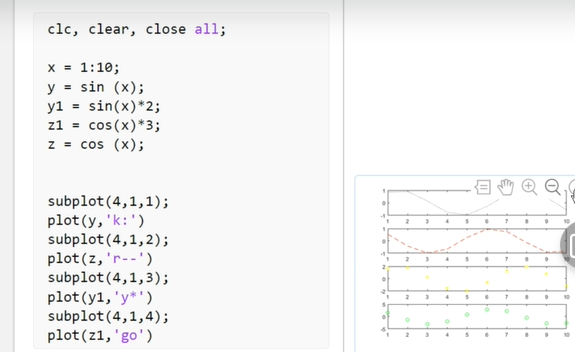 clc, clear, close all;
x = 1:10;
y = sin (x);
y1 = sin(x)*2;
z1 = cos(x)*3;
z = cos (x);
subplot(4,1,1);
plot(y,'k:')
subplot(4,1,2);
plot(z,'r--')
subplot(4,1,3);
plot(y1,'y*')
subplot(4,1,4);
plot(z1,'go')
1
0
-1
1 2 3 4 5 6 7 8 9 10
1
0
-1
1 2 3 4 5 6 7 8 9
2
0
-2
1 2 3 4 5 6 7 8 9 10
5
0
-5
1 2 3 4 5 6 7 8 9 10